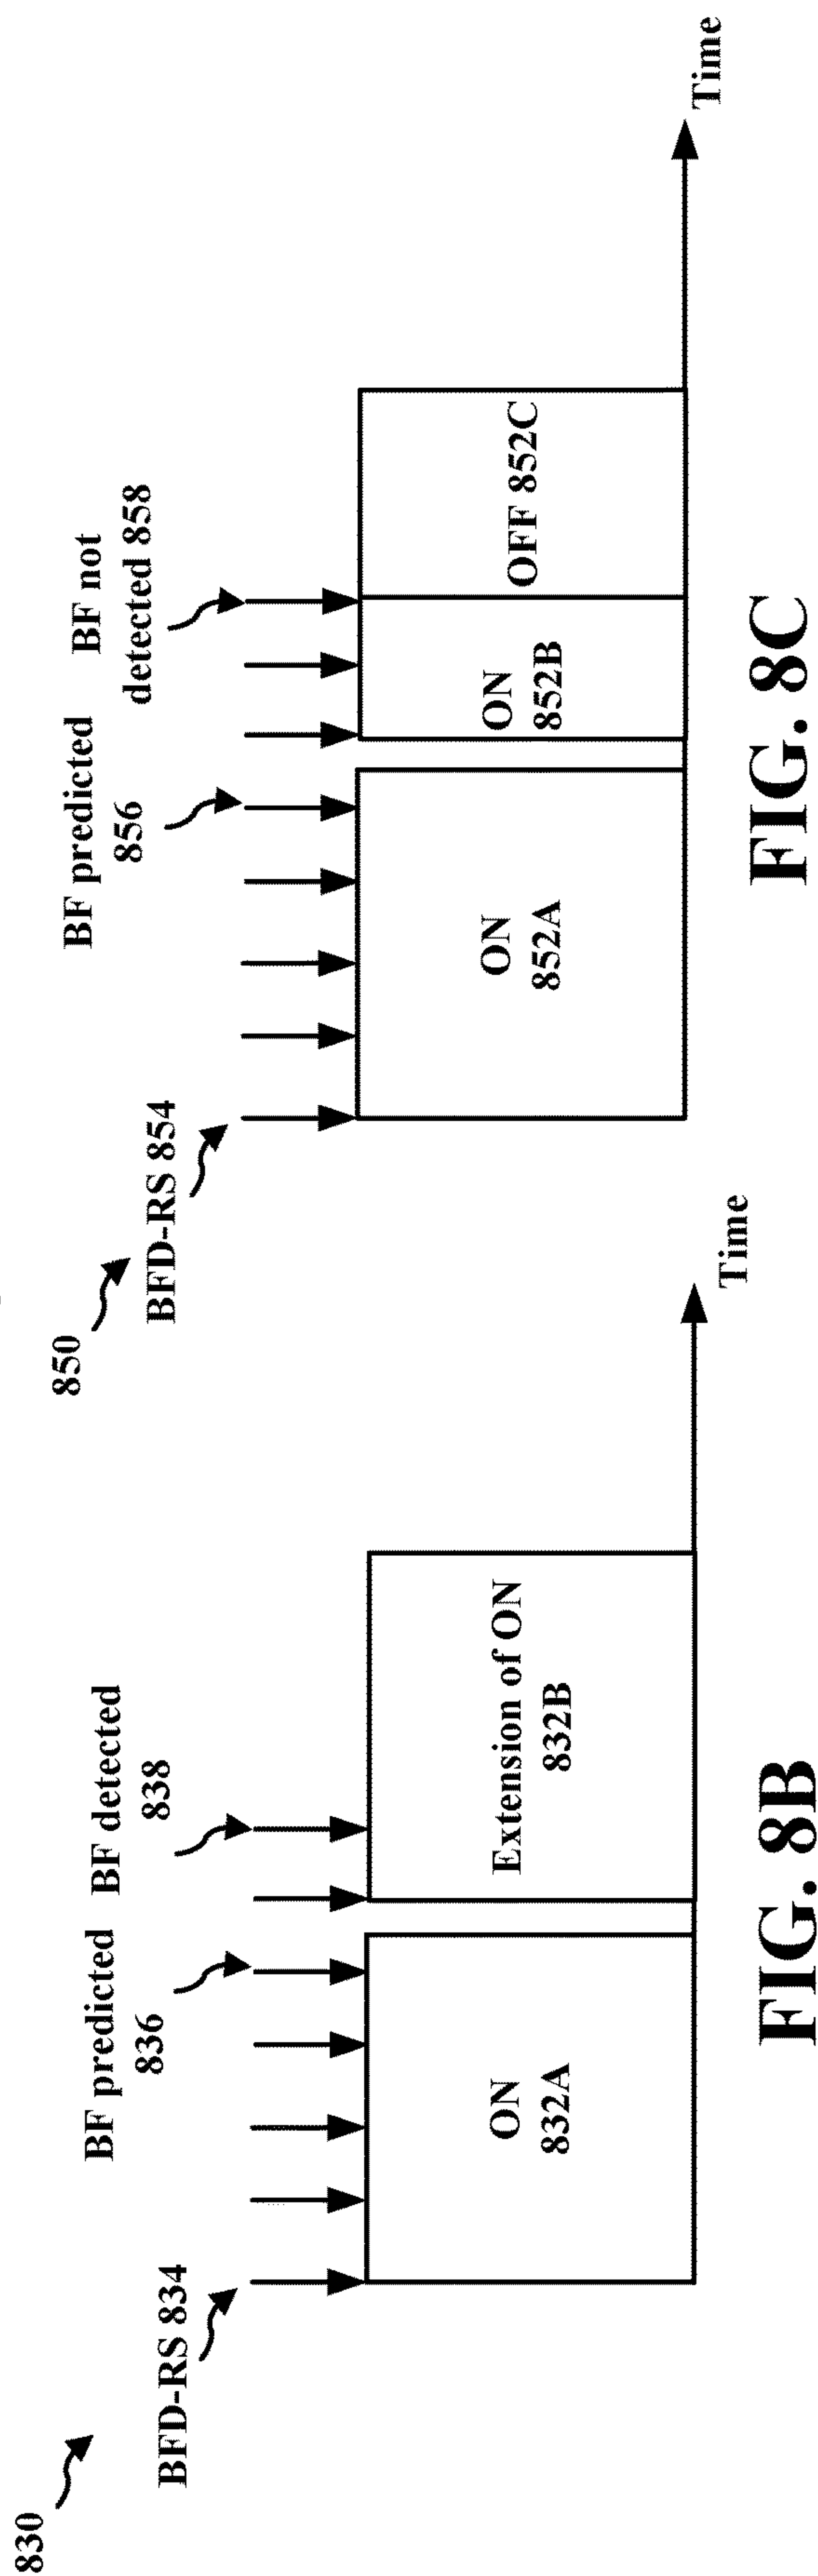 830
BFD-RS 834
BF predicted
836
BF detected
838
ON
832A
Extension of ON
832B
Time
FIG. 8B
850
BFD-RS 854
BF predicted
856
BF not
detected 858
ON
852A
ON
852B
OFF 852C
Time
FIG. 8C